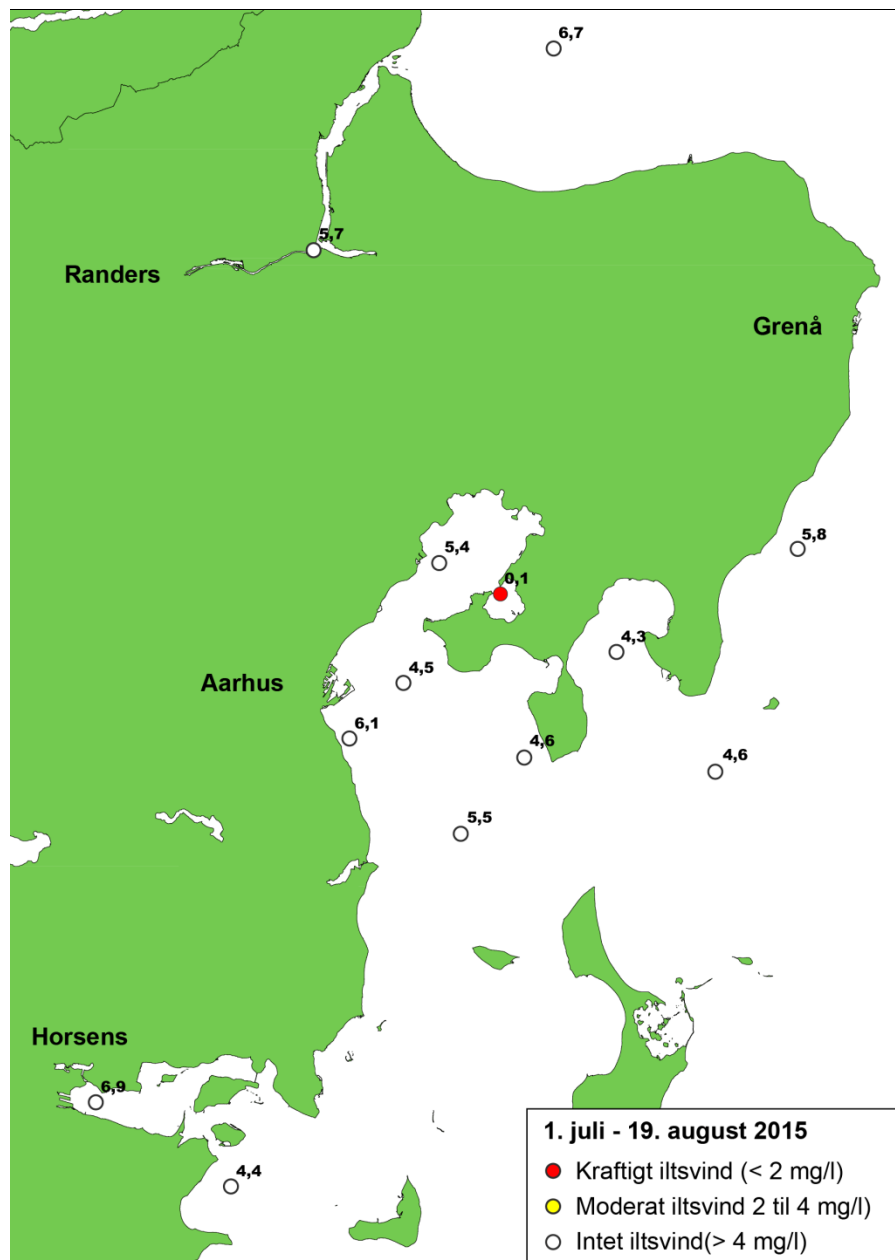 6,7
5,7
Randers
Grenå
5,8
5,4
0,1
4,3
Aarhus
4,5
6,1
4,6
4,6
5,5
Horsens
6,9
4,4
1. juli - 19. august 2015
Kraftigt iltsvind (< 2 mg/l)
Moderat iltsvind 2 til 4 mg/l)
Intet iltsvind(> 4 mg/l)